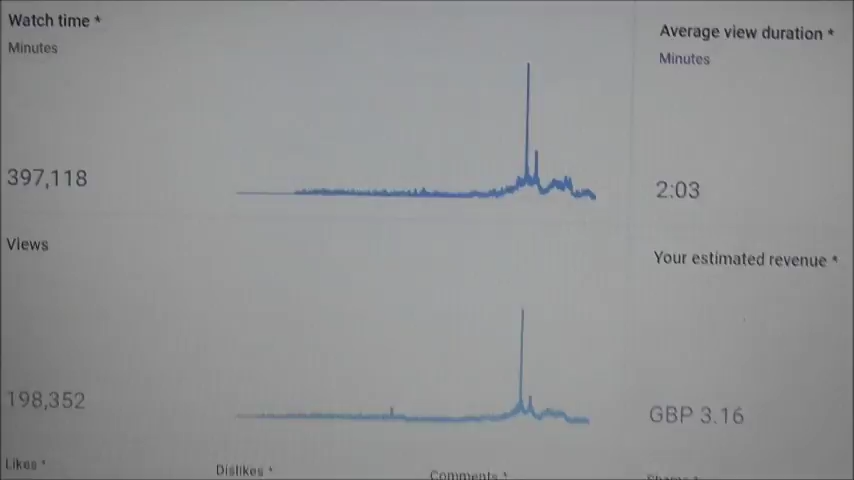 Watch time *
Minutes
397,118
Average view duration *
Minutes
2:03
Views
198,352
Your estimated revenue *
GBP 3.16
Likes *
Dislikes *
Comments *
Shares *